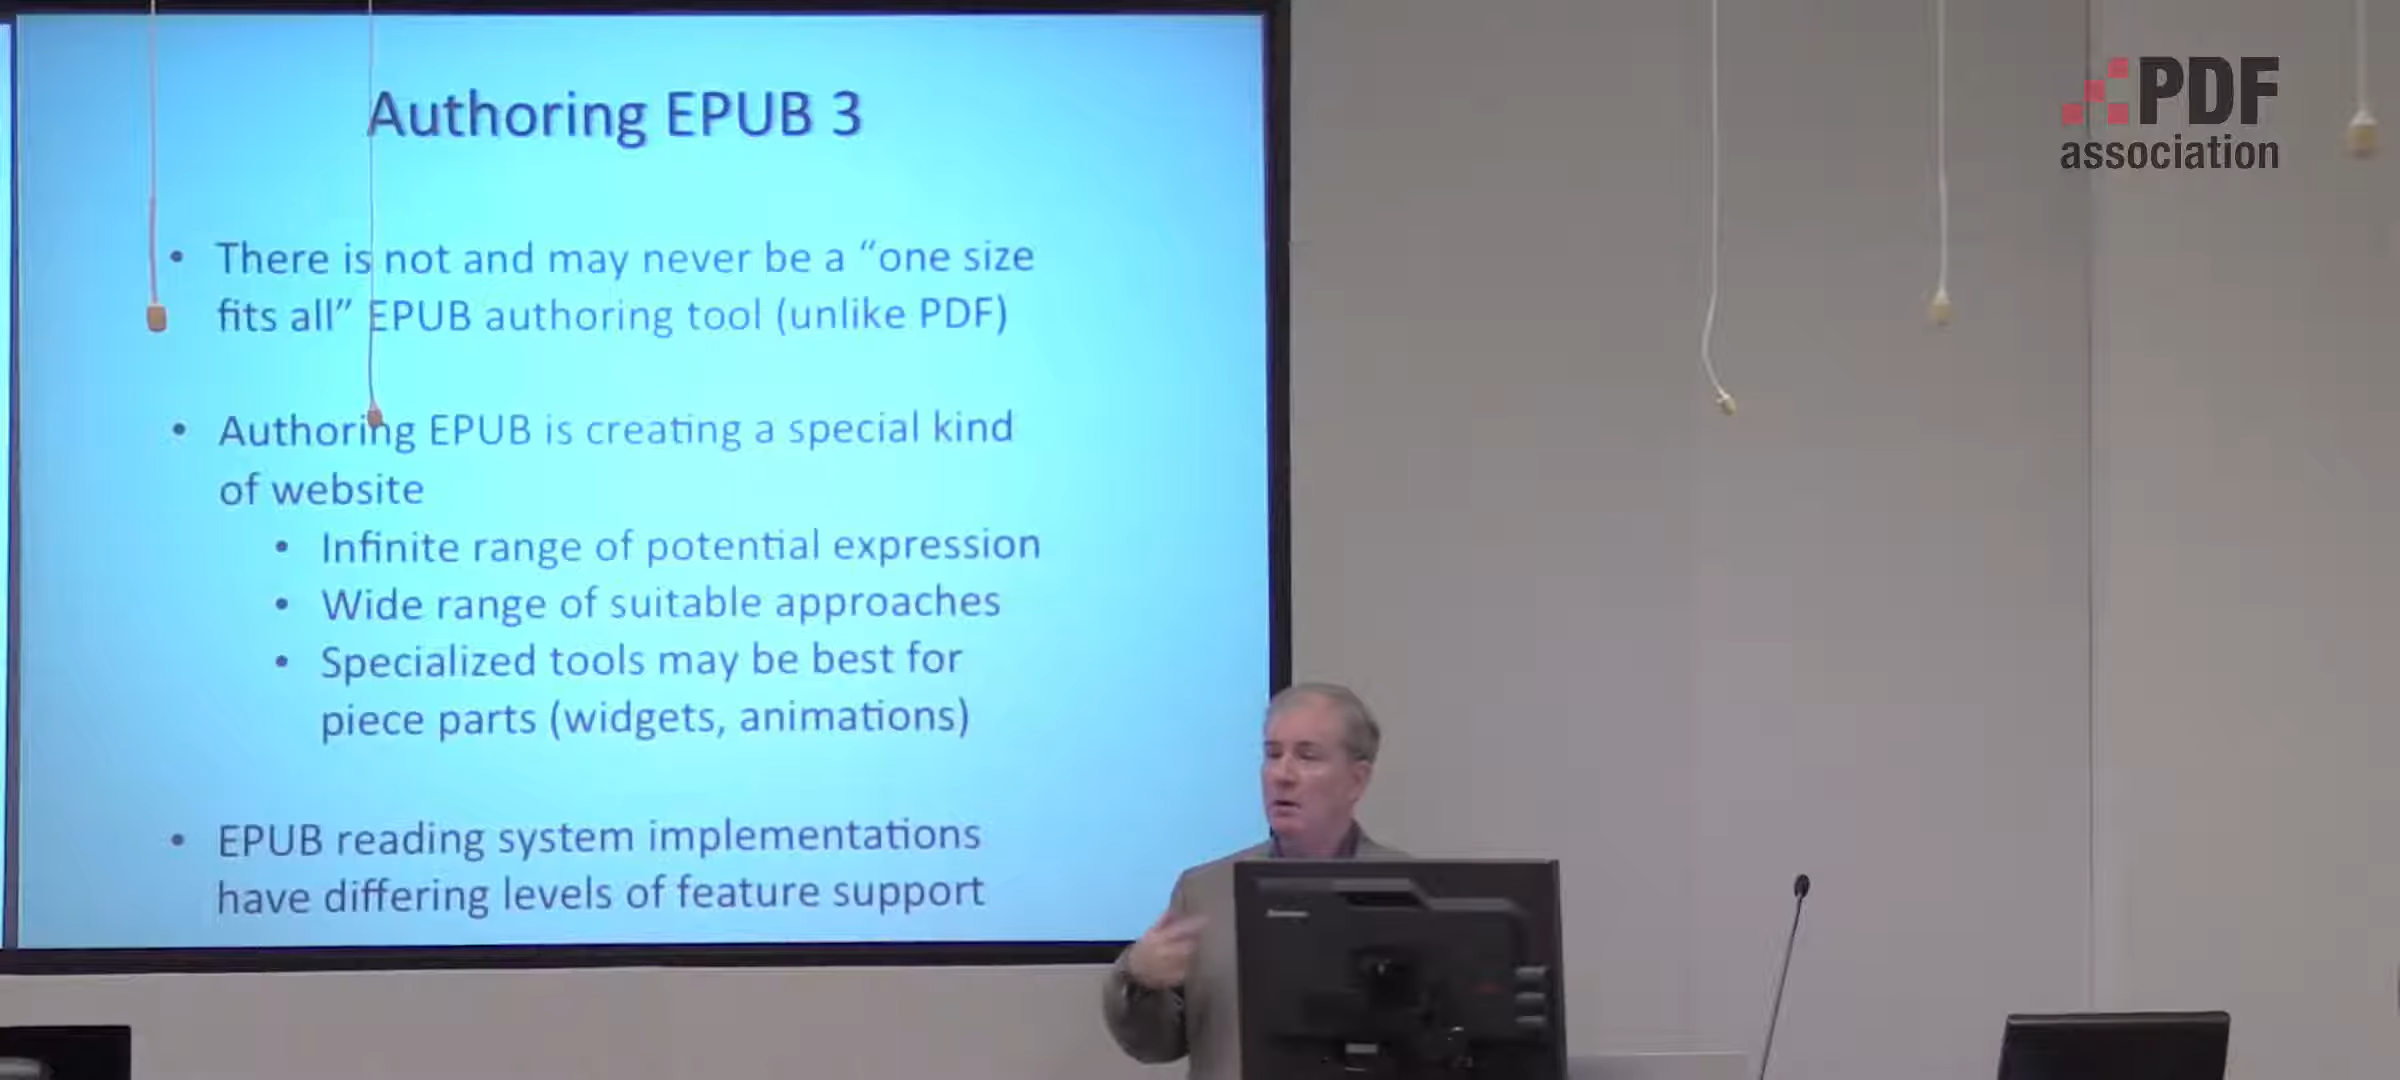 Authoring EPUB 3
• There is not and may never be a “one size
fits all” EPUB authoring tool (unlike PDF)
• Authoring EPUB is creating a special kind
of website
• Infinite range of potential expression
• Wide range of suitable approaches
• Specialized tools may be best for
piece parts (widgets, animations)
• EPUB reading system implementations
have differing levels of feature support
PDF
association